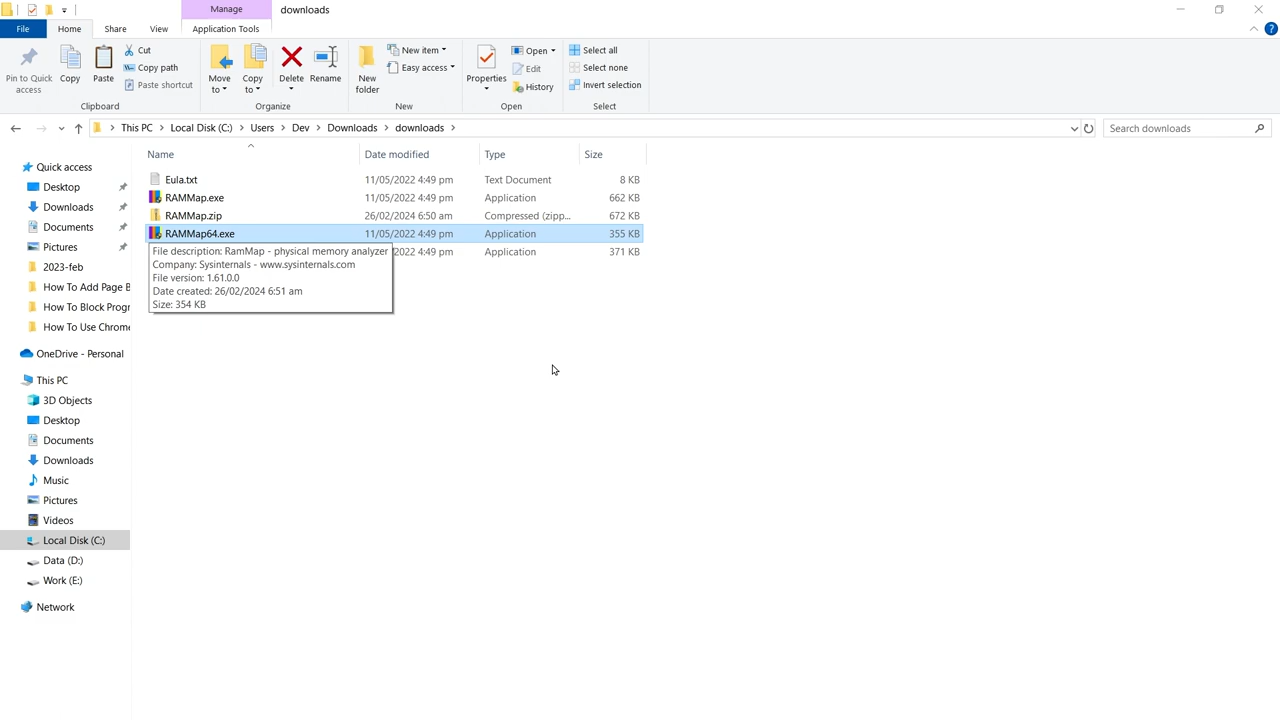 Manage
downloads
File
Home
Share
View
Application Tools
Pin to Quick
access
Copy
Paste
Cut
Copy path
Paste shortcut
Clipboard
Move
to
Copy
to
Delete
Rename
Organize
New
folder
New item
Easy access
New
Properties
Open
Edit
History
Open
Select all
Select none
Invert selection
Select
This PC
Local Disk (C:)
Users
Dev
Downloads
downloads
Search downloads
Name
Date modified
Type
Size
Eula.txt 11/05/2022 4:49 pm Text Document 8 KB
RAMMap.exe 11/05/2022 4:49 pm Application 662 KB
RAMMap.zip 26/02/2024 6:50 am Compressed (zipp... 672 KB
RAMMap64.exe 11/05/2022 4:49 pm Application 355 KB
2022 4:49 pm Application 371 KB
File description: RamMap - physical memory analyzer
Company: Sysinternals - www.sysinternals.com
File version: 1.61.0.0
Date created: 26/02/2024 6:51 am
Size: 354 KB
Quick access
Desktop
Downloads
Documents
Pictures
2023-feb
How To Add Page B
How To Block Progr
How To Use Chrome
OneDrive - Personal
This PC
3D Objects
Desktop
Documents
Downloads
Music
Pictures
Videos
Local Disk (C:)
Data (D:)
Work (E:)
Network